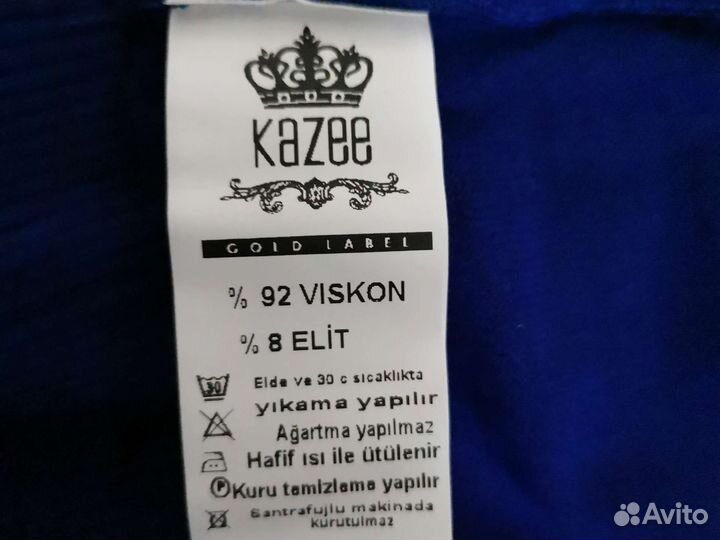 Kazee
GOLD LABEL
% 92 VISKON
% 8 ELİT
30 Elde ve 30 c sıcaklıkta
yıkama yapılır
Ağartma yapılmaz
Hafif ısı ile ütülenir
P Kuru temizleme yapılır
Santrafujlu makinada
kurutulmaz
Avito